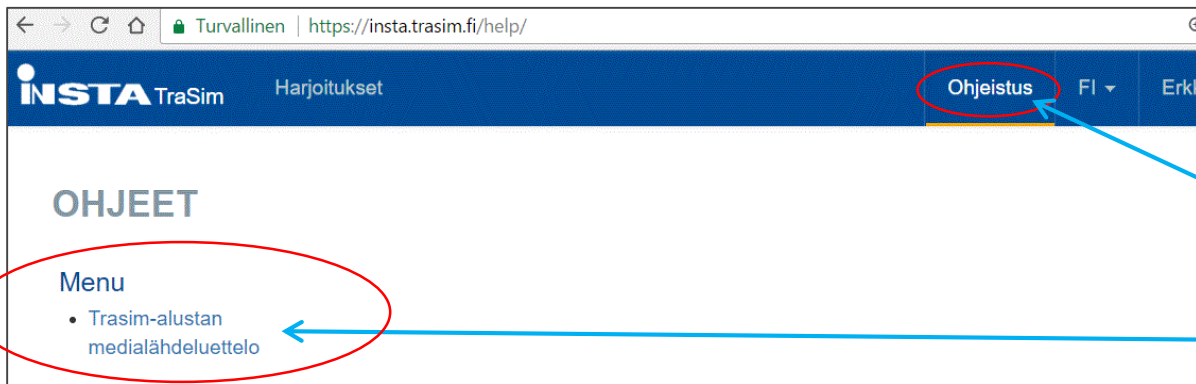 Turvallinen | https://insta.trasim.fi/help/
INSTA TraSim Harjoitukset Ohjeistus FI
OHJEET
Menu
• Trasim-alustan
medialähdeluettelo